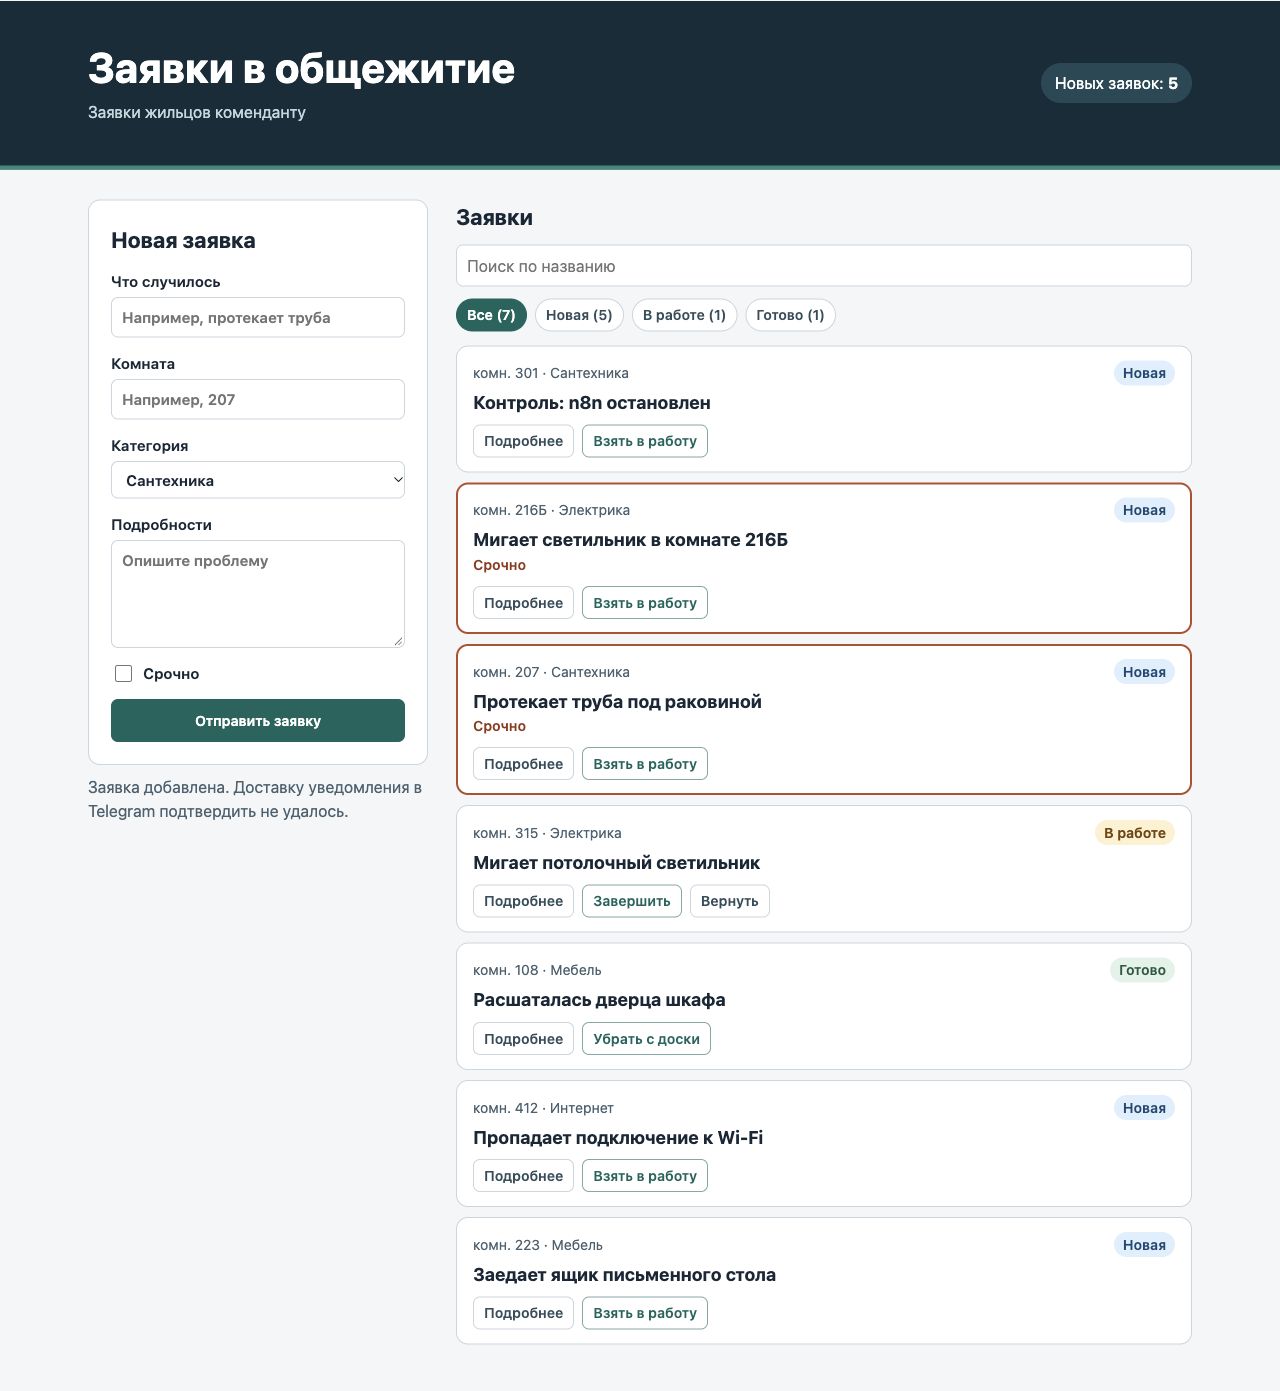 Заявки в общежитие
Заявки жильцов коменданту
Новых заявок: 5
Новая заявка
Что случилось
Например, протекает труба
Комната
Например, 207
Категория
Сантехника
Подробности
Опишите проблему
Срочно
Отправить заявку
Заявка добавлена. Доставку уведомления в
Telegram подтвердить не удалось.
Заявки
Поиск по названию
Все (7) Новая (5) В работе (1) Готово (1)
комн. 301 · Сантехника Новая
Контроль: n8n остановлен
Подробнее Взять в работу
комн. 216Б · Электрика Новая
Мигает светильник в комнате 216Б
Срочно
Подробнее Взять в работу
комн. 207 · Сантехника Новая
Протекает труба под раковиной
Срочно
Подробнее Взять в работу
комн. 315 · Электрика В работе
Мигает потолочный светильник
Подробнее Завершить Вернуть
комн. 108 · Мебель Готово
Расшаталась дверца шкафа
Подробнее Убрать с доски
комн. 412 · Интернет Новая
Пропадает подключение к Wi-Fi
Подробнее Взять в работу
комн. 223 · Мебель Новая
Заедает ящик письменного стола
Подробнее Взять в работу